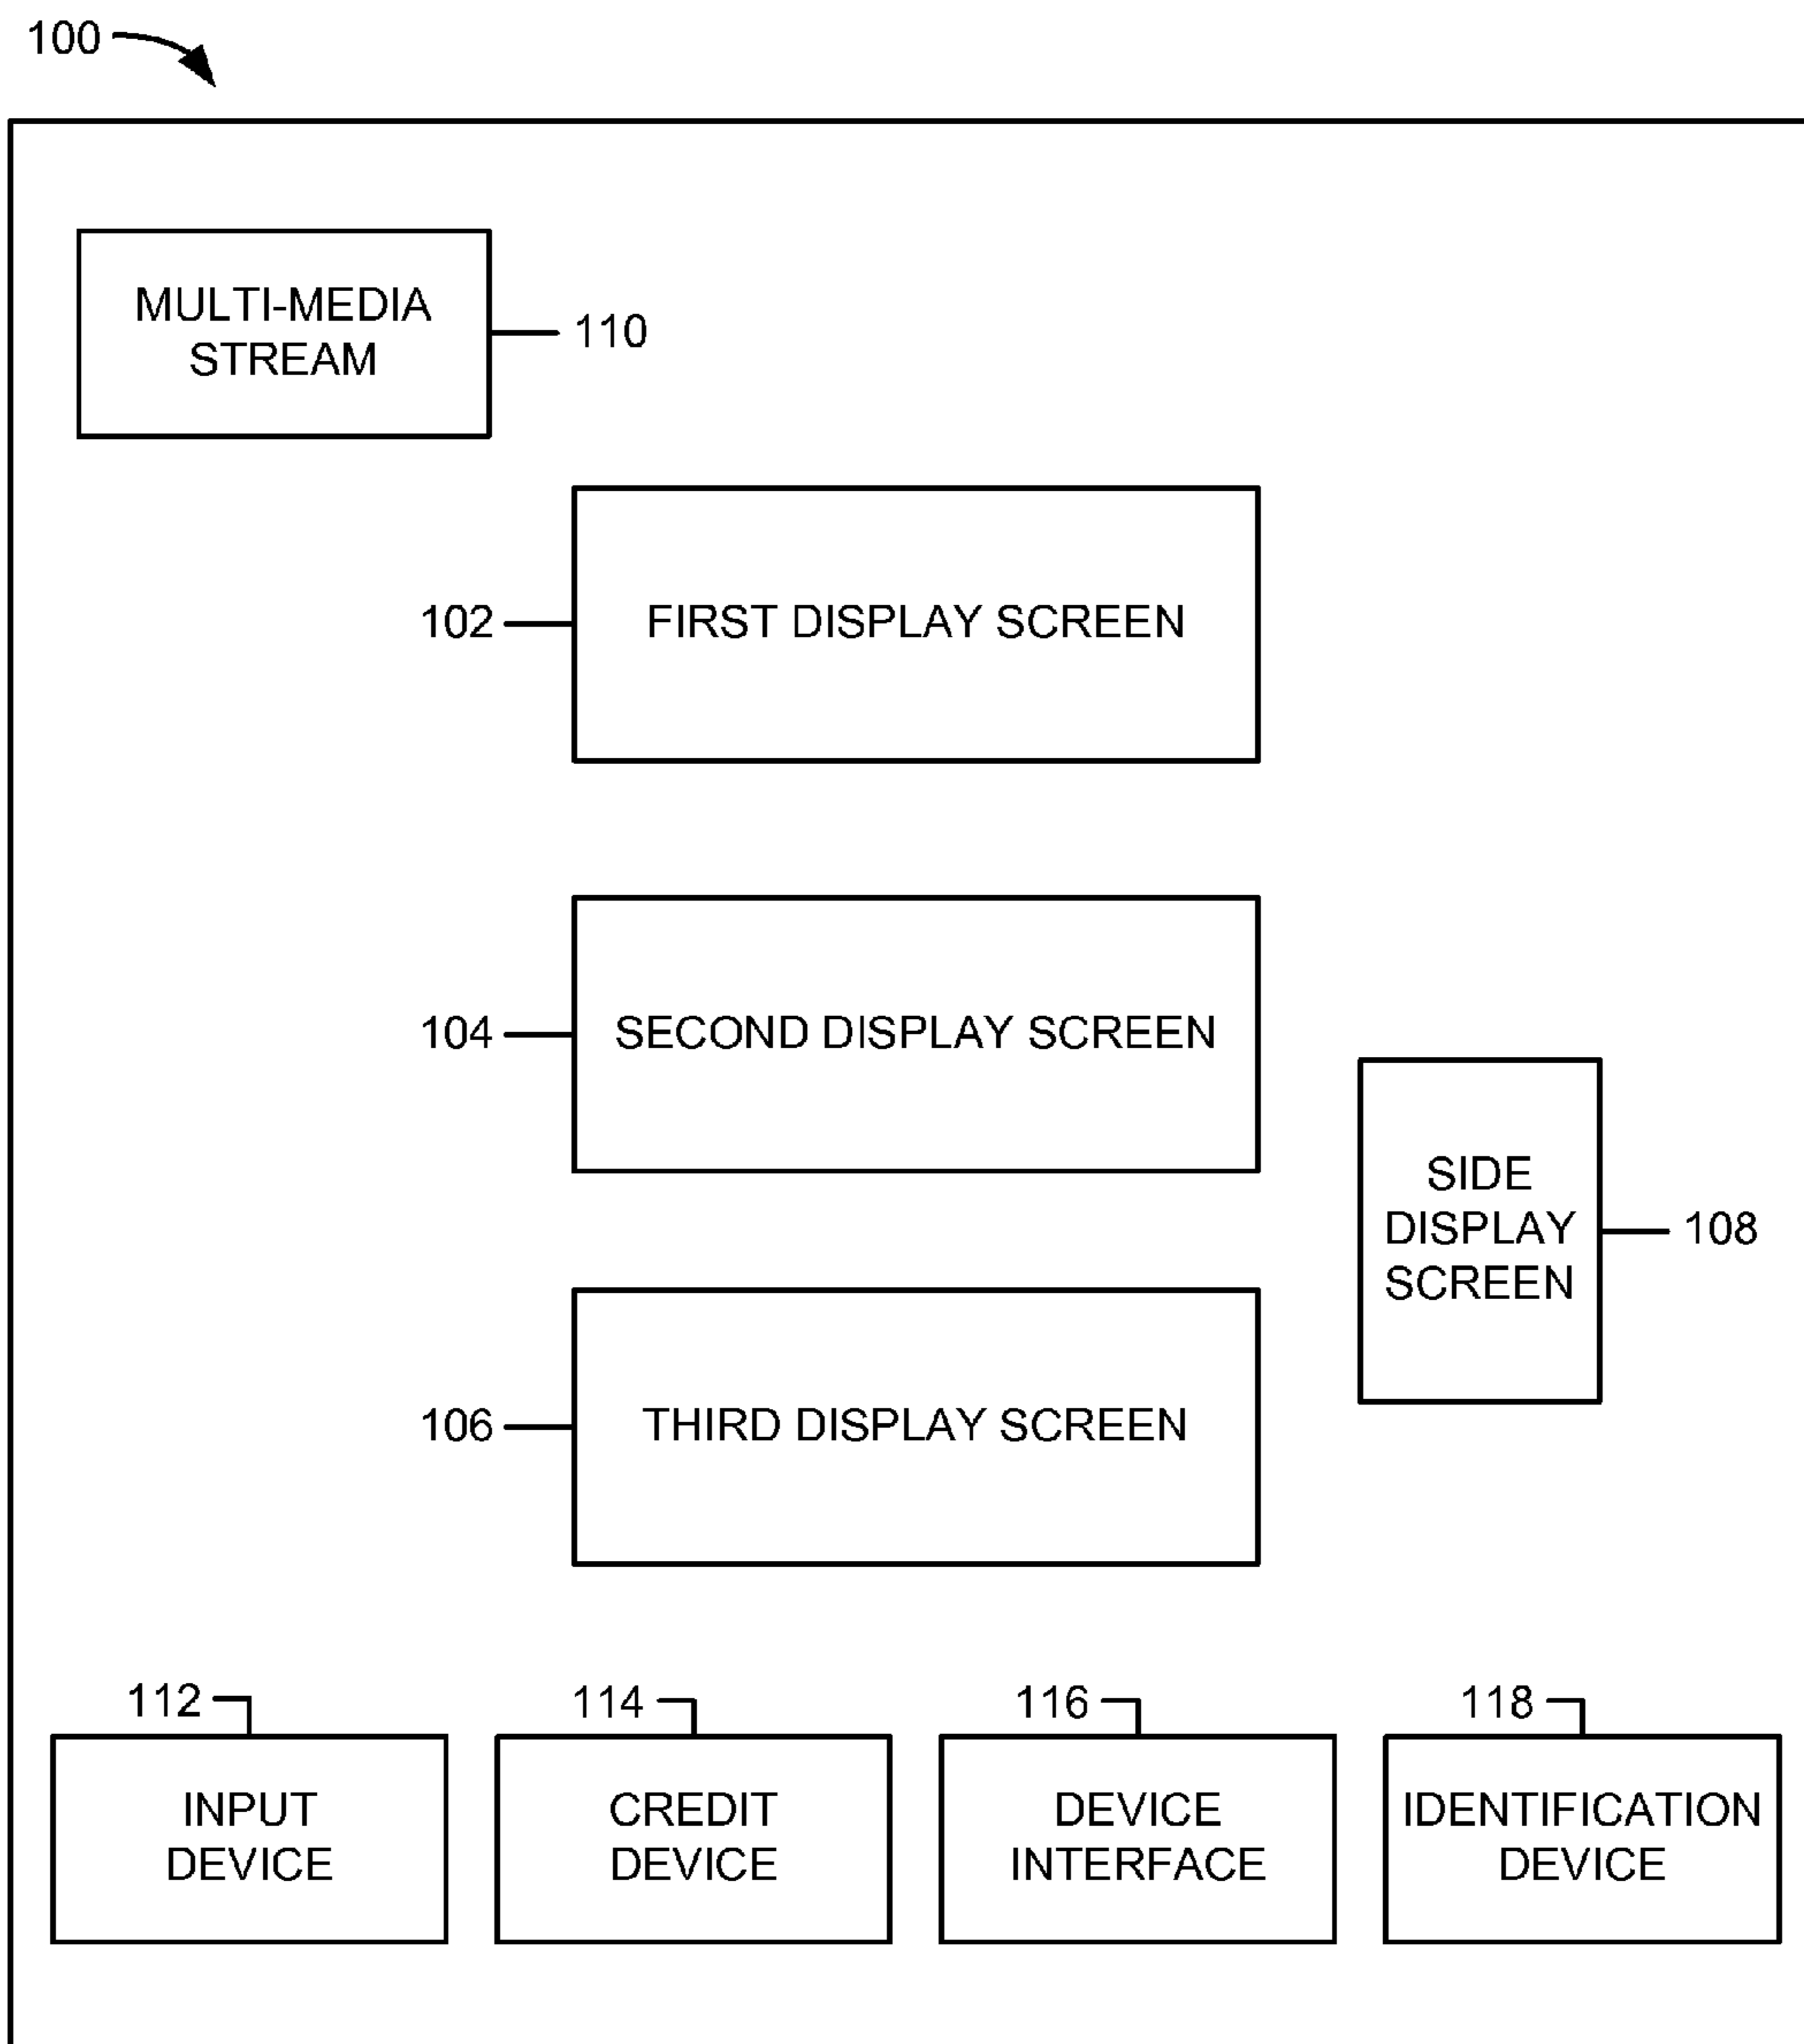 100
MULTI-MEDIA
STREAM
110
102
FIRST DISPLAY SCREEN
104
SECOND DISPLAY SCREEN
SIDE
DISPLAY
SCREEN
108
106
THIRD DISPLAY SCREEN
112
INPUT
DEVICE
114
CREDIT
DEVICE
116
DEVICE
INTERFACE
118
IDENTIFICATION
DEVICE